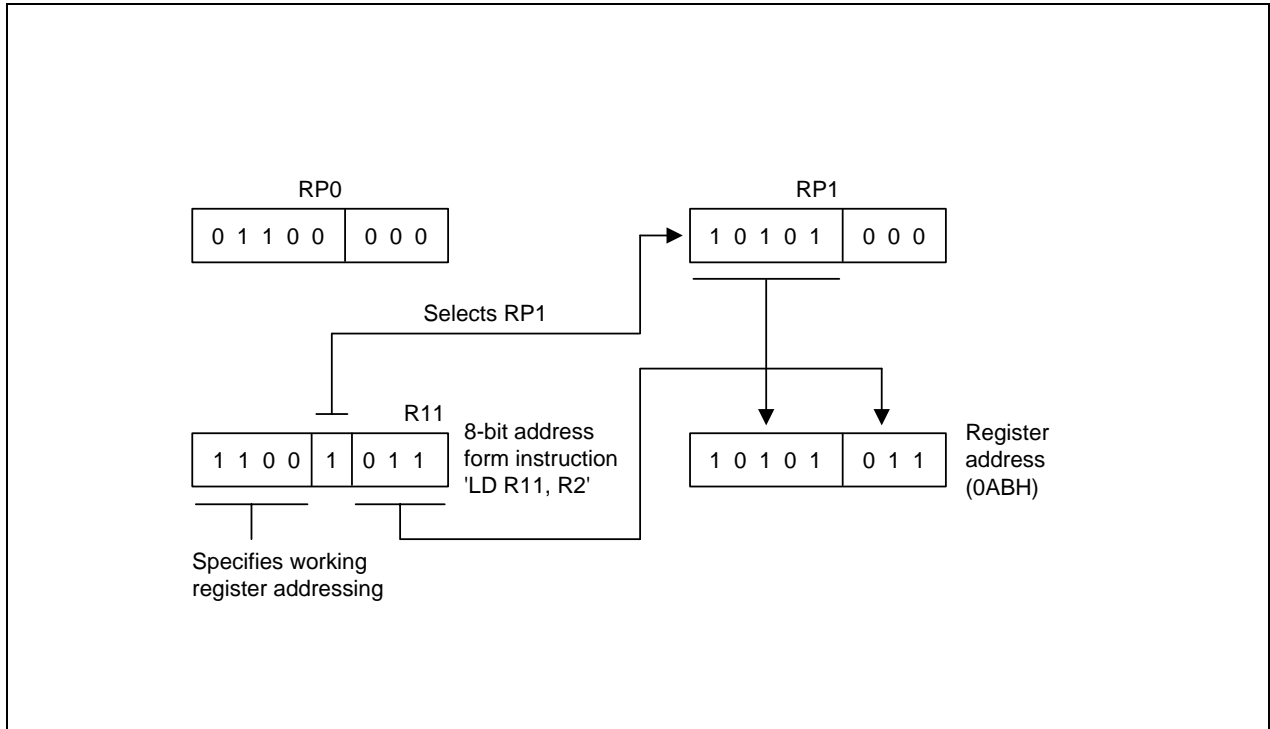 RP0
0 1 1 0 0 0 0 0
RP1
1 0 1 0 1 0 0 0
Selects RP1
R11
1 1 0 0 1 0 1 1
8-bit address
form instruction
'LD R11, R2'
1 0 1 0 1 0 1 1
Register
address
(0ABH)
Specifies working
register addressing